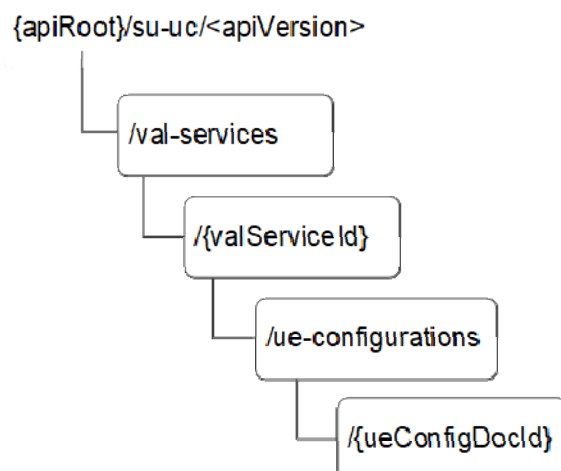 {apiRoot}/su-uc/<apiVersion>
/val-services
/{valServiceId}
/ue-configurations
/{ueConfigDocId}